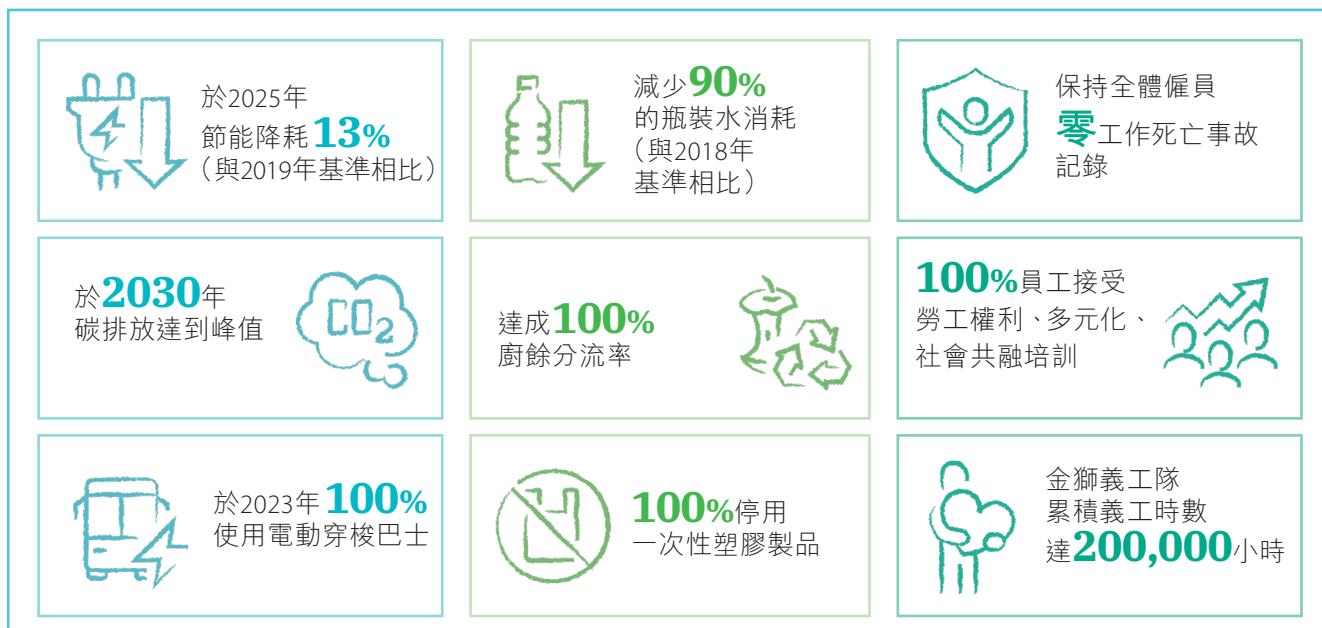 於2025年
節能降耗13%
（與2019年基準相比）
減少90%
的瓶裝水消耗
（與2018年
基準相比）
保持全體僱員
零工作死亡事故
記錄
於2030年
碳排放達到峰值
CO2
達成100%
廚餘分流率
100%員工接受
勞工權利、多元化、
社會共融培訓
於2023年100%
使用電動穿梭巴士
100%停用
一次性塑膠製品
金獅義工隊
累積義工時數
達200,000小時